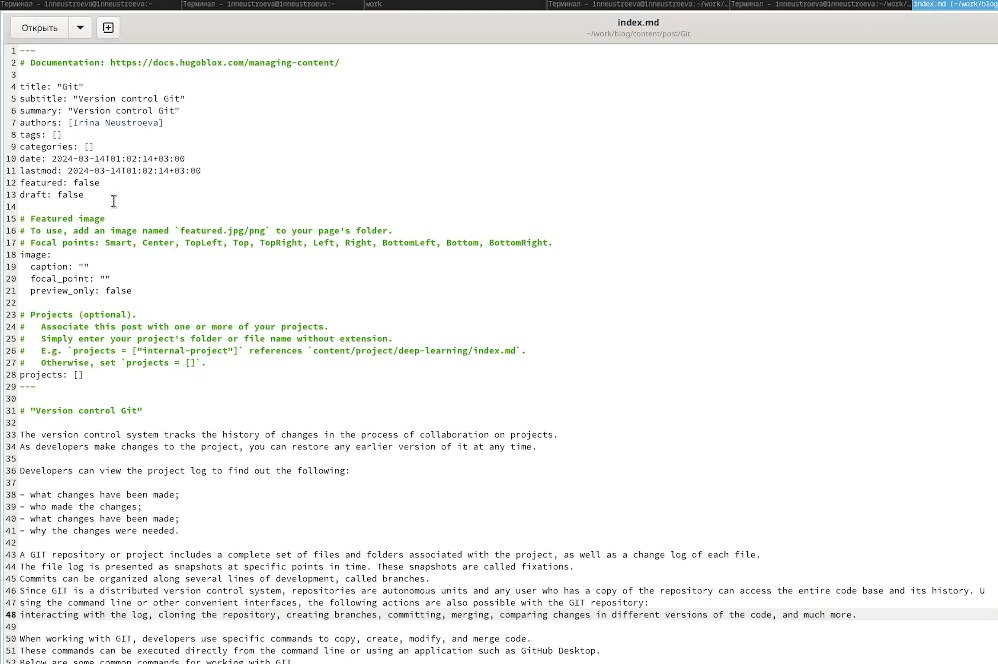 Терминал - inneustroeva@inneustroeva:~
Терминал - inneustroeva@inneustroeva:~
work
Терминал - inneustroeva@inneustroeva:~/work/...
Терминал - inneustroeva@inneustroeva:~/work/...
index.md (~/work/blog
Открыть
index.md
~/work/blog/content/post/Git
1 ---
2 # Documentation: https://docs.hugoblox.com/managing-content/
3
4 title: "Git"
5 subtitle: "Version control Git"
6 summary: "Version control Git"
7 authors: [Irina Neustroeva]
8 tags: []
9 categories: []
10 date: 2024-03-14T01:02:14+03:00
11 lastmod: 2024-03-14T01:02:14+03:00
12 featured: false
13 draft: false
14
15 # Featured image
16 # To use, add an image named `featured.jpg/png` to your page's folder.
17 # Focal points: Smart, Center, TopLeft, Top, TopRight, Left, Right, BottomLeft, Bottom, BottomRight.
18 image:
19   caption: ""
20   focal_point: ""
21   preview_only: false
22
23 # Projects (optional).
24 #   Associate this post with one or more of your projects.
25 #   Simply enter your project's folder or file name without extension.
26 #   E.g. `projects = ["internal-project"]` references `content/project/deep-learning/index.md`.
27 #   Otherwise, set `projects = []`.
28 projects: []
29 ---
30
31 # "Version control Git"
32
33 The version control system tracks the history of changes in the process of collaboration on projects.
34 As developers make changes to the project, you can restore any earlier version of it at any time.
35
36 Developers can view the project log to find out the following:
37
38 - what changes have been made;
39 - who made the changes;
40 - what changes have been made;
41 - why the changes were needed.
42
43 A GIT repository or project includes a complete set of files and folders associated with the project, as well as a change log of each file.
44 The file log is presented as snapshots at specific points in time. These snapshots are called fixations.
45 Commits can be organized along several lines of development, called branches.
46 Since GIT is a distributed version control system, repositories are autonomous units and any user who has a copy of the repository can access the entire code base and its history. U
47 sing the command line or other convenient interfaces, the following actions are also possible with the GIT repository:
48 interacting with the log, cloning the repository, creating branches, committing, merging, comparing changes in different versions of the code, and much more.
49
50 When working with GIT, developers use specific commands to copy, create, modify, and merge code.
51 These commands can be executed directly from the command line or using an application such as GitHub Desktop.
52 Below are some common commands for working with GIT